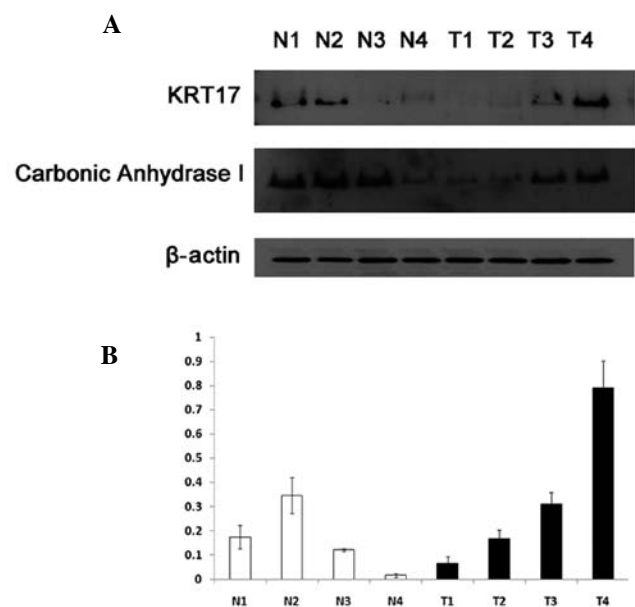 A
N1 N2 N3 N4 T1 T2 T3 T4
KRT17
Carbonic Anhydrase I
β-actin
B
1
0.9
0.8
0.7
0.6
0.5
0.4
0.3
0.2
0.1
0
N1 N2 N3 N4 T1 T2 T3 T4